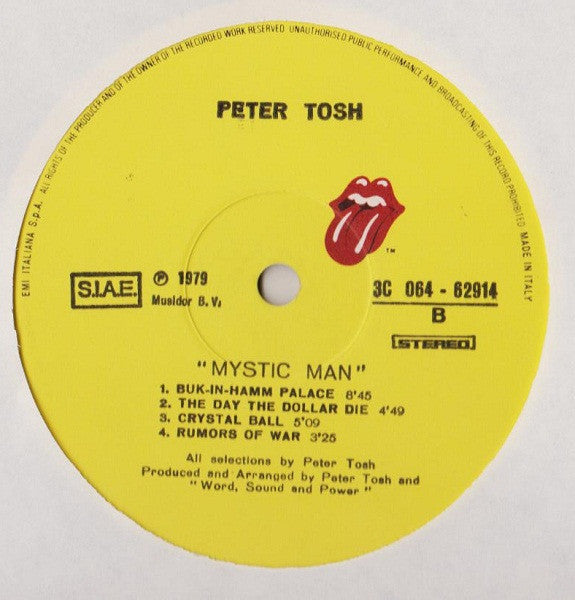 EMI ITALIANA S.p.A. ALL RIGHTS OF THE PRODUCER AND OF THE OWNER OF THE RECORDED WORK RESERVED. UNAUTHORISED PUBLIC PERFORMANCE AND BROADCASTING OF THIS RECORD PROHIBITED MADE IN ITALY
PETER TOSH
TM
S.I.A.E.
℗ 1979
Musidor B. V.
3C 064 - 62914
B
STEREO
"MYSTIC MAN"
1. BUK-IN-HAMM PALACE 8'45
2. THE DAY THE DOLLAR DIE 4'49
3. CRYSTAL BALL 5'09
4. RUMORS OF WAR 3'25
All selections by Peter Tosh
Produced and Arranged by Peter Tosh and
"Word, Sound and Power"